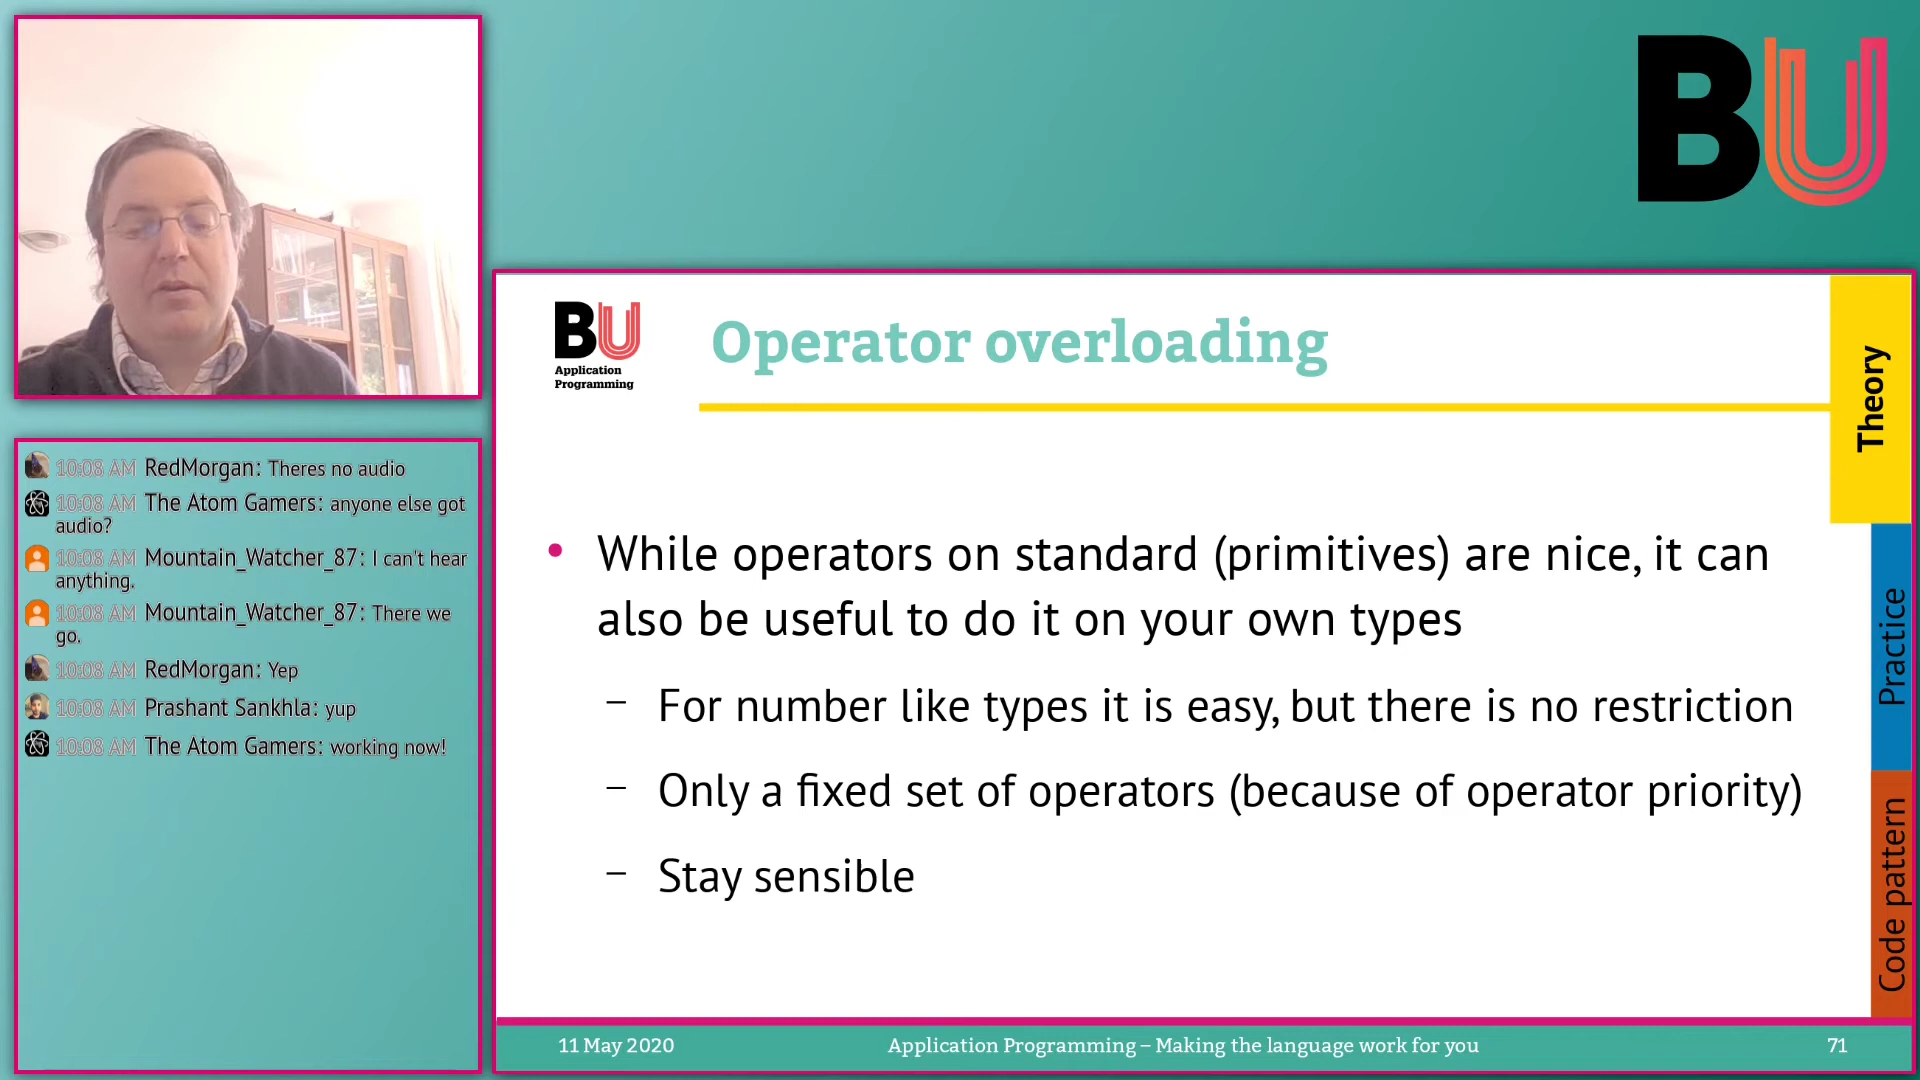 BU
10:08 AM RedMorgan: Theres no audio
10:08 AM The Atom Gamers: anyone else got
audio?
10:08 AM Mountain_Watcher_87: I can't hear
anything.
10:08 AM Mountain_Watcher_87: There we
go.
10:08 AM RedMorgan: Yep
10:08 AM Prashant Sankhla: yup
10:08 AM The Atom Gamers: working now!
BU
Application
Programming
Operator overloading
• While operators on standard (primitives) are nice, it can
also be useful to do it on your own types
– For number like types it is easy, but there is no restriction
– Only a fixed set of operators (because of operator priority)
– Stay sensible
Theory
Practice
Code pattern
11 May 2020
Application Programming – Making the language work for you
71